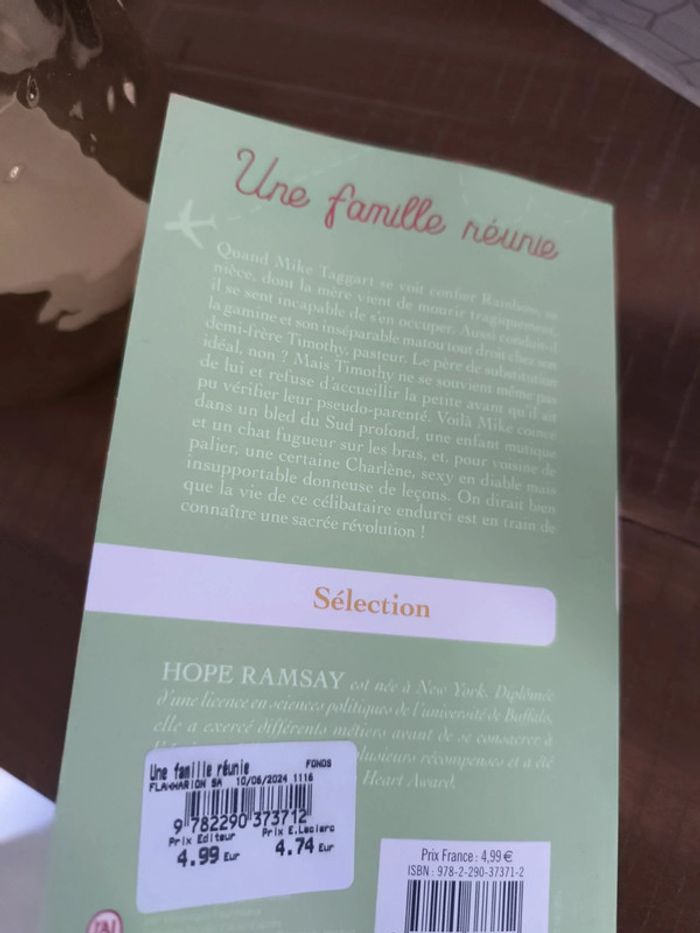 Une famille réunie
Quand Mike Taggart se voit confier Rainbow, sa
nièce, dont la mère vient de mourir tragiquement,
il se sent incapable de s'en occuper. Aussi conduit-il
la gamine et son inséparable matou tout droit chez son
demi-frère Timothy, pasteur. Le père de substitution
idéal, non ? Mais Timothy ne se souvient même pas
de lui et refuse d'accueillir la petite avant qu'il ait
pu vérifier leur pseudo-parenté. Voilà Mike coincé
dans un bled du Sud profond, une enfant mutique
et un chat fugueur sur les bras, et, pour voisine de
palier, une certaine Charlène, sexy en diable mais
insupportable donneuse de leçons. On dirait bien
que la vie de ce célibataire endurci est en train de
connaître une sacrée révolution !
Sélection
HOPE RAMSAY est née à New York. Diplômée
d'une licence en sciences politiques de l'université de Buffalo,
elle a exercé différents métiers avant de se consacrer à
plusieurs récompenses et a été
Heart Award.
Une famille réunie
FONDS
FLAMMARION SA 10/06/2024 1116
9 782290 373712
Prix Editeur Prix E.Leclerc
4.99 Eur 4.74 Eur
Prix France : 4,99 €
ISBN : 978-2-290-37371-2